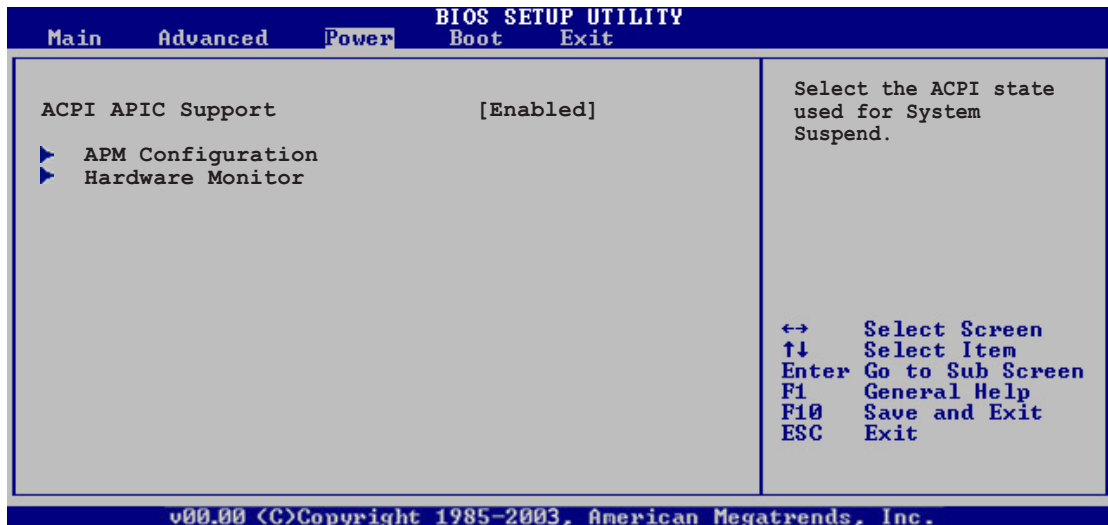 BIOS SETUP UTILITY
Main Advanced Power Boot Exit
ACPI APIC Support [Enabled]
APM Configuration
Hardware Monitor
Select the ACPI state
used for System
Suspend.
←→ Select Screen
↑↓ Select Item
Enter Go to Sub Screen
F1 General Help
F10 Save and Exit
ESC Exit
v00.00 (C)Copyright 1985-2003, American Megatrends, Inc.